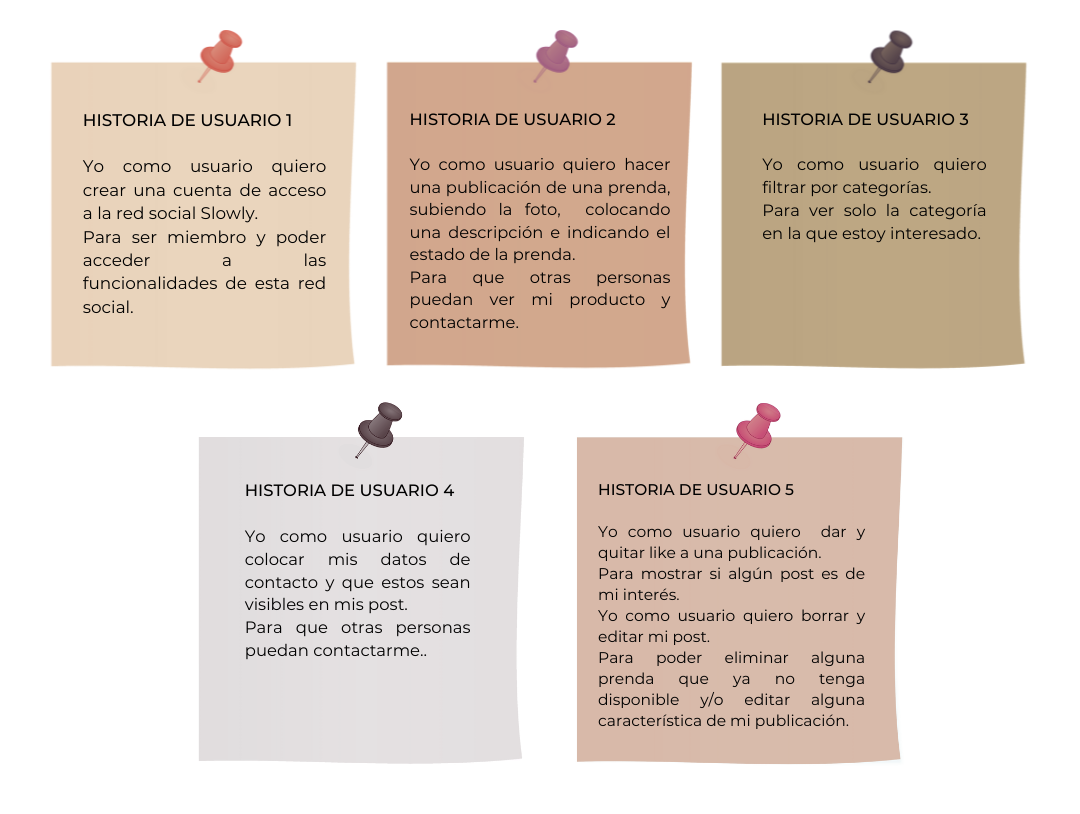 HISTORIA DE USUARIO 1
Yo como usuario quiero
crear una cuenta de acceso
a la red social Slowly.
Para ser miembro y poder
acceder a las
funcionalidades de esta red
social.
HISTORIA DE USUARIO 2
Yo como usuario quiero hacer
una publicación de una prenda,
subiendo la foto, colocando
una descripción e indicando el
estado de la prenda.
Para que otras personas
puedan ver mi producto y
contactarme.
HISTORIA DE USUARIO 3
Yo como usuario quiero
filtrar por categorías.
Para ver solo la categoría
en la que estoy interesado.
HISTORIA DE USUARIO 4
Yo como usuario quiero
colocar mis datos de
contacto y que estos sean
visibles en mis post.
Para que otras personas
puedan contactarme..
HISTORIA DE USUARIO 5
Yo como usuario quiero dar y
quitar like a una publicación.
Para mostrar si algún post es de
mi interés.
Yo como usuario quiero borrar y
editar mi post.
Para poder eliminar alguna
prenda que ya no tenga
disponible y/o editar alguna
característica de mi publicación.